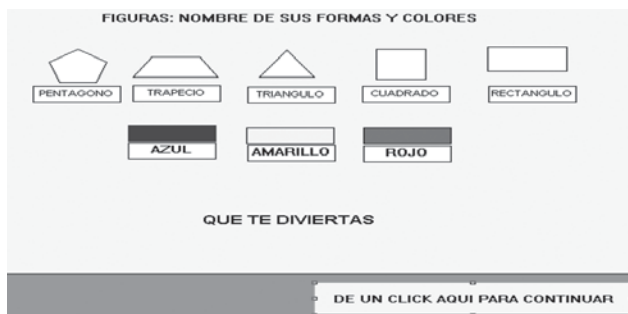 FIGURAS: NOMBRE DE SUS FORMAS Y COLORES
PENTAGONO TRAPECIO TRIANGULO CUADRADO RECTANGULO
AZUL AMARILLO ROJO
QUE TE DIVIERTAS
DE UN CLICK AQUI PARA CONTINUAR